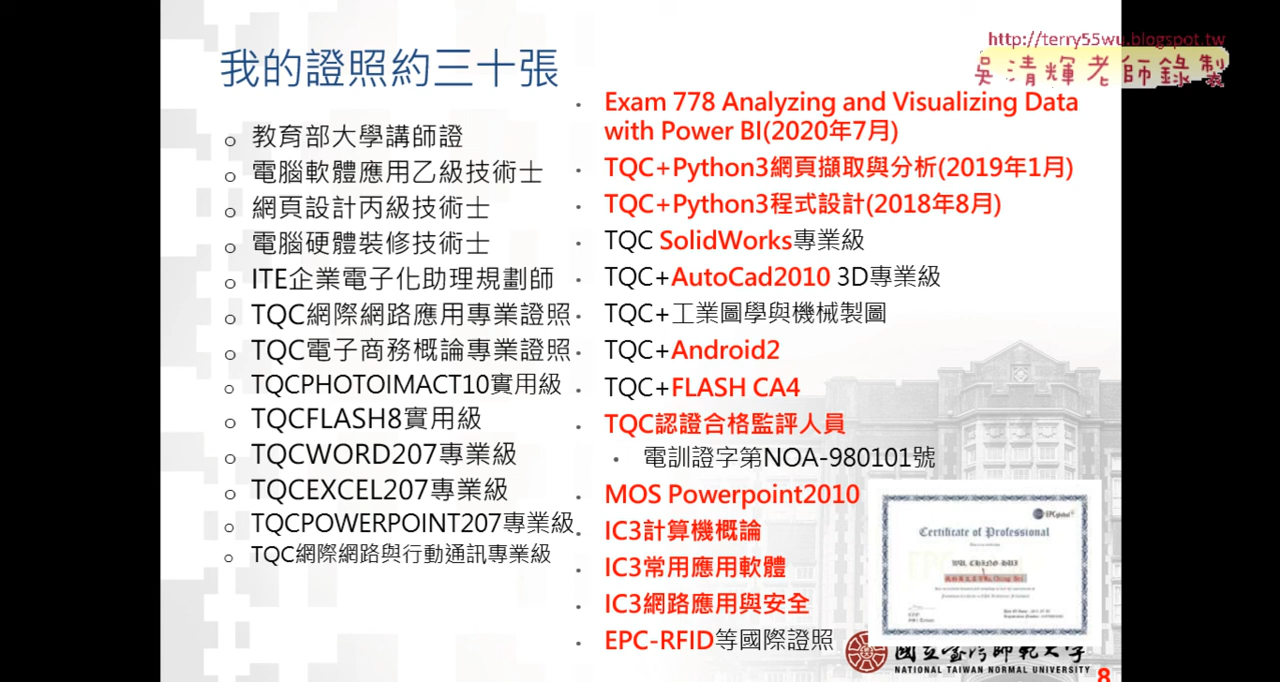 http://terry55wu.blogspot.tw
吳清輝老師錄製
我的證照約三十張
教育部大學講師證
電腦軟體應用乙級技術士
網頁設計丙級技術士
電腦硬體裝修技術士
ITE企業電子化助理規劃師
TQC網際網路應用專業證照
TQC電子商務概論專業證照
TQCPHOTOIMACT10實用級
TQCFLASH8實用級
TQCWORD207專業級
TQCEXCEL207專業級
TQCPOWERPOINT207專業級
TQC網際網路與行動通訊專業級
Exam 778 Analyzing and Visualizing Data
with Power BI(2020年7月)
TQC+Python3網頁擷取與分析(2019年1月)
TQC+Python3程式設計(2018年8月)
TQC SolidWorks專業級
TQC+AutoCad2010 3D專業級
TQC+工業圖學與機械製圖
TQC+Android2
TQC+FLASH CA4
TQC認證合格監評人員
電訓證字第NOA-980101號
MOS Powerpoint2010
IC3計算機概論
IC3常用應用軟體
IC3網路應用與安全
EPC-RFID等國際證照
EPCglobal
Certificate of Professional
WU, CHING-HUI
國立臺灣師範大學
NATIONAL TAIWAN NORMAL UNIVERSITY
8